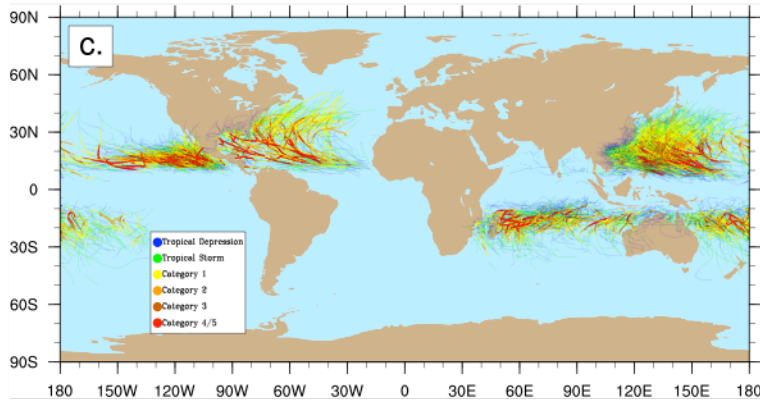 c.
90N
60N
30N
0
30S
60S
90S
Tropical Depression
Tropical Storm
Category 1
Category 2
Category 3
Category 4/5
180 150W 120W 90W 60W 30W 0 30E 60E 90E 120E 150E 180